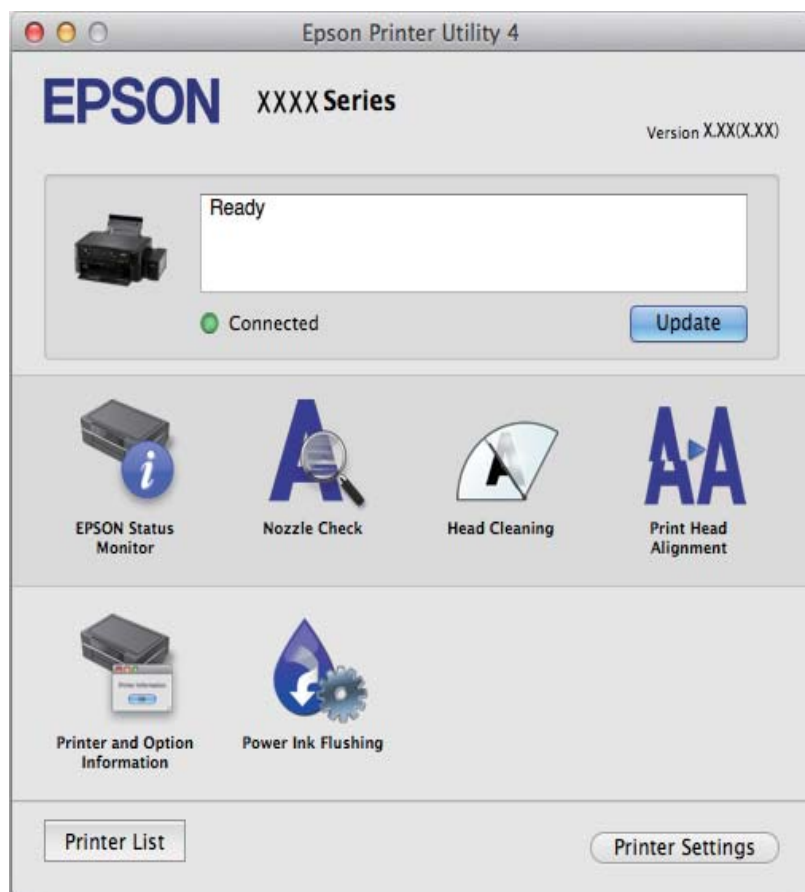 Epson Printer Utility 4
EPSON XXXX Series
Version X.XX(X.XX)
Ready
Connected
Update
EPSON Status
Monitor
Nozzle Check
Head Cleaning
Print Head
Alignment
Printer and Option
Information
Power Ink Flushing
Printer List
Printer Settings